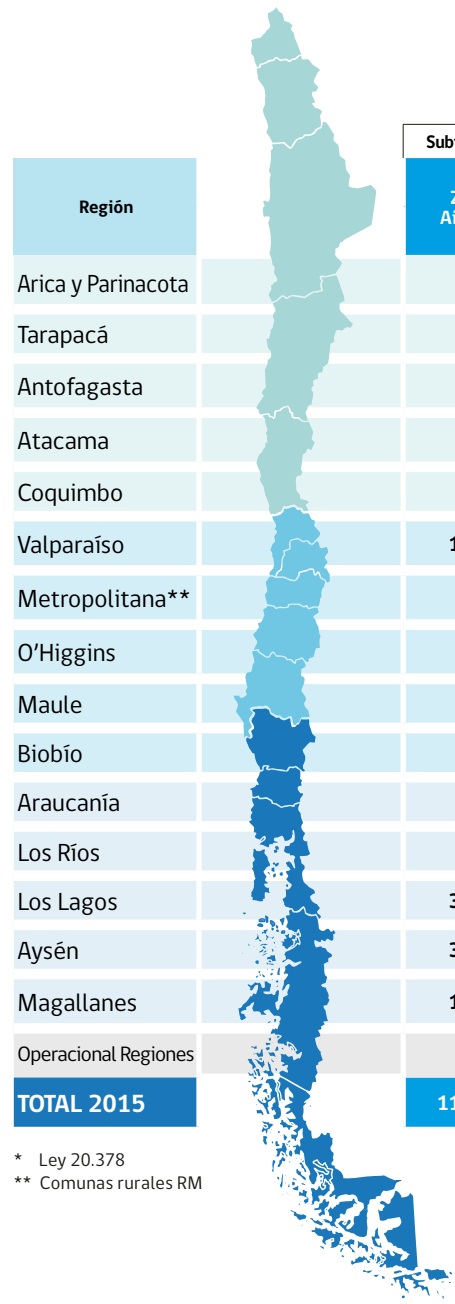 Región
Arica y Parinacota
Tarapacá
Antofagasta
Atacama
Coquimbo
Valparaíso
Metropolitana**
O'Higgins
Maule
Biobío
Araucanía
Los Ríos
Los Lagos
Aysén
Magallanes
Operacional Regiones
TOTAL 2015
* Ley 20.378
** Comunas rurales RM